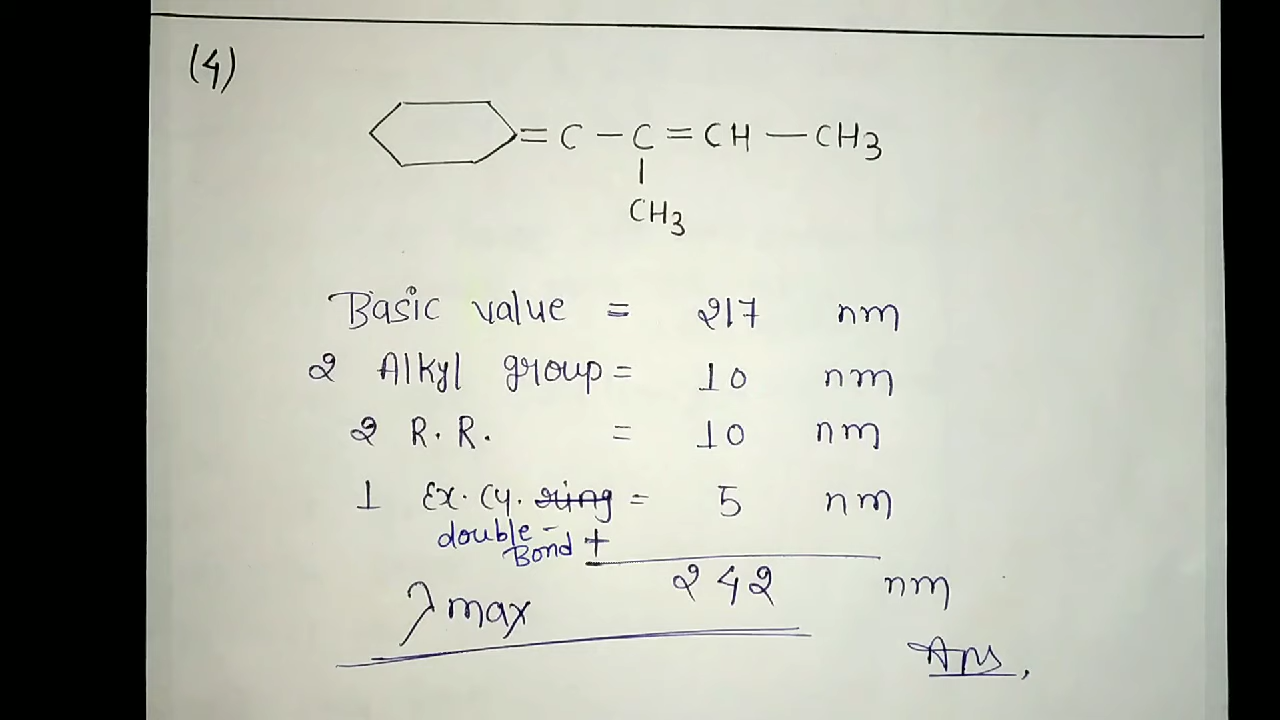 (4)
=C-C=CH-CH3
CH3
Basic value = 217 nm
2 Alkyl group = 10 nm
2 R.R. = 10 nm
1 Ex. Cy. ring = 5 nm
double-
Bond +
242 nm
λmax
Ans,